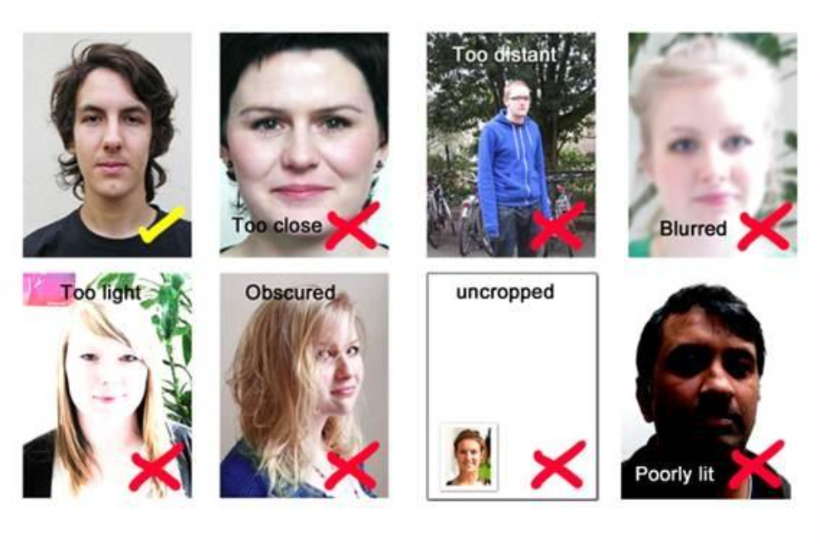 Too close
Too distant
Blurred
Too light
Obscured
uncropped
Poorly lit